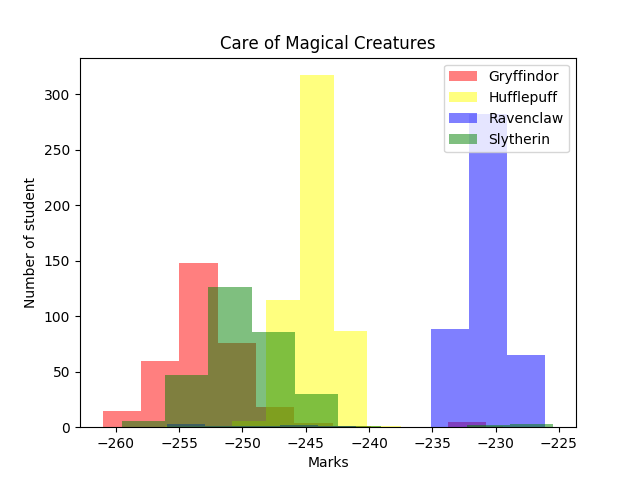 Care of Magical Creatures
Number of student
300
250
200
150
100
50
0
Gryffindor
Hufflepuff
Ravenclaw
Slytherin
−260 −255 −250 −245 −240 −235 −230 −225
Marks